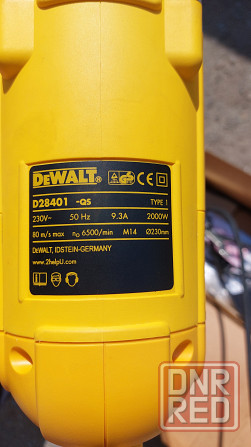 DEWALT®
D28401 -QS TYPE 1
230V~ 50 Hz 9.3A 2000W
80 m/s max n₀ 6500/min M14 Ø230mm
DeWALT, IDSTEIN-GERMANY
www.2helpU.com
DNR
RED